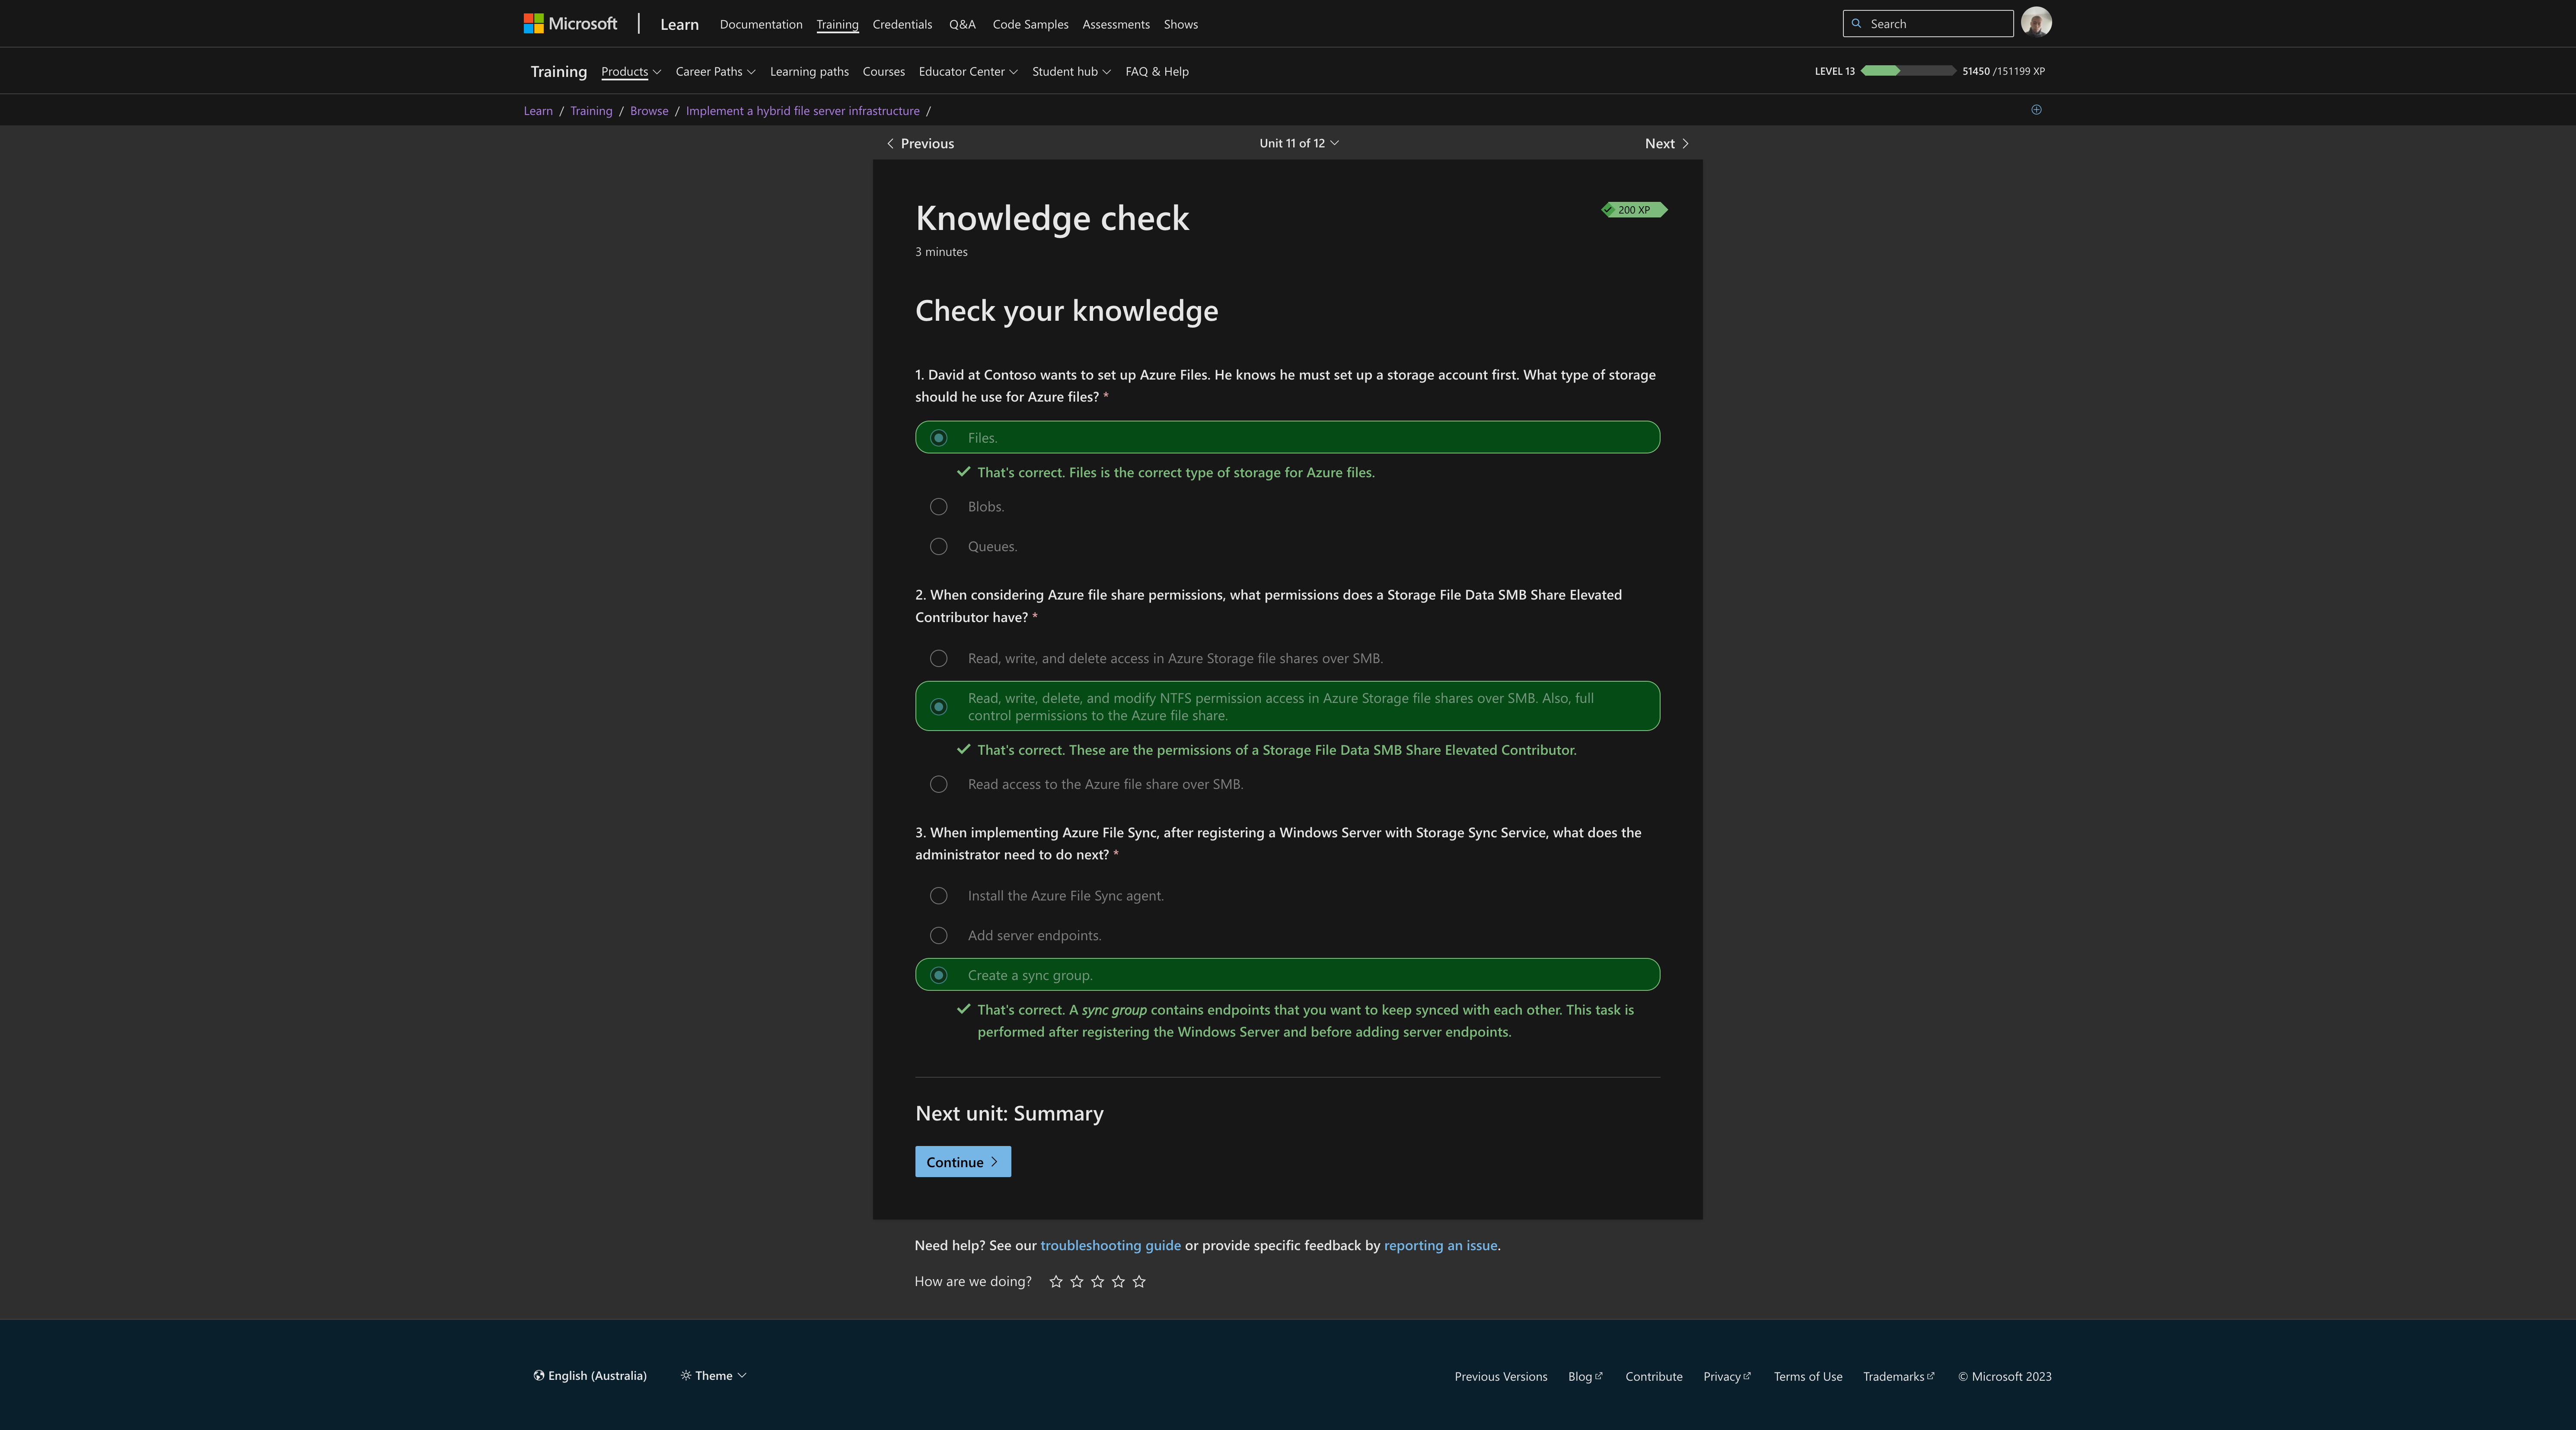 Microsoft
Learn
Documentation
Training
Credentials
Q&A
Code Samples
Assessments
Shows
Search
Training
Products
Career Paths
Learning paths
Courses
Educator Center
Student hub
FAQ & Help
LEVEL 13
51450 /151199 XP
Learn / Training / Browse / Implement a hybrid file server infrastructure /
Previous
Unit 11 of 12
Next
Knowledge check
200 XP
3 minutes
Check your knowledge
1. David at Contoso wants to set up Azure Files. He knows he must set up a storage account first. What type of storage
should he use for Azure files? *
Files.
That's correct. Files is the correct type of storage for Azure files.
Blobs.
Queues.
2. When considering Azure file share permissions, what permissions does a Storage File Data SMB Share Elevated
Contributor have? *
Read, write, and delete access in Azure Storage file shares over SMB.
Read, write, delete, and modify NTFS permission access in Azure Storage file shares over SMB. Also, full
control permissions to the Azure file share.
That's correct. These are the permissions of a Storage File Data SMB Share Elevated Contributor.
Read access to the Azure file share over SMB.
3. When implementing Azure File Sync, after registering a Windows Server with Storage Sync Service, what does the
administrator need to do next? *
Install the Azure File Sync agent.
Add server endpoints.
Create a sync group.
That's correct. A sync group contains endpoints that you want to keep synced with each other. This task is
performed after registering the Windows Server and before adding server endpoints.
Next unit: Summary
Continue
Need help? See our troubleshooting guide or provide specific feedback by reporting an issue.
How are we doing?
English (Australia)
Theme
Previous Versions
Blog
Contribute
Privacy
Terms of Use
Trademarks
© Microsoft 2023